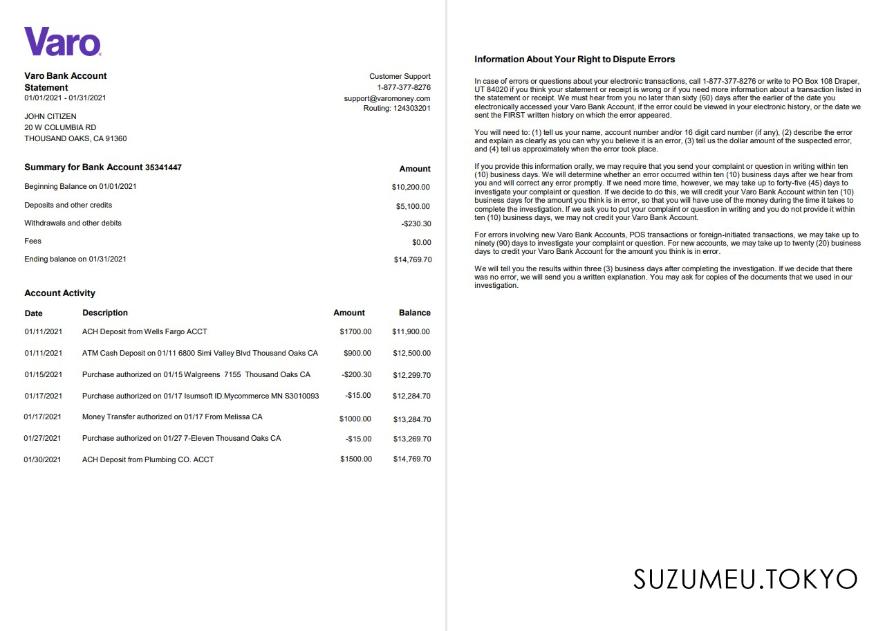 Varo
Varo Bank Account
Statement
01/01/2021 - 01/31/2021
Customer Support
1-877-377-8276
support@varomoney.com
Routing: 124303201
JOHN CITIZEN
20 W COLUMBIA RD
THOUSAND OAKS, CA 91360
Summary for Bank Account 35341447 Amount
Beginning Balance on 01/01/2021 $10,200.00
Deposits and other credits $5,100.00
Withdrawals and other debits -$230.30
Fees $0.00
Ending balance on 01/31/2021 $14,769.70
Account Activity
Date Description Amount Balance
01/11/2021 ACH Deposit from Wells Fargo ACCT $1700.00 $11,900.00
01/11/2021 ATM Cash Deposit on 01/11 6800 Simi Valley Blvd Thousand Oaks CA $900.00 $12,500.00
01/15/2021 Purchase authorized on 01/15 Walgreens 7155 Thousand Oaks CA -$200.30 $12,299.70
01/17/2021 Purchase authorized on 01/17 Isumsoft ID Mycommerce MN S3010093 -$15.00 $12,284.70
01/17/2021 Money Transfer authorized on 01/17 From Melissa CA $1000.00 $13,284.70
01/27/2021 Purchase authorized on 01/27 7-Eleven Thousand Oaks CA -$15.00 $13,269.70
01/30/2021 ACH Deposit from Plumbing CO. ACCT $1500.00 $14,769.70
Information About Your Right to Dispute Errors
In case of errors or questions about your electronic transactions, call 1-877-377-8276 or write to PO Box 108 Draper,
UT 84020 if you think your statement or receipt is wrong or if you need more information about a transaction listed in
the statement or receipt. We must hear from you no later than sixty (60) days after the earlier of the date you
electronically accessed your Varo Bank Account, if the error could be viewed in your electronic history, or the date we
sent the FIRST written history on which the error appeared.
You will need to: (1) tell us your name, account number and/or 16 digit card number (if any), (2) describe the error
and explain as clearly as you can why you believe it is an error, (3) tell us the dollar amount of the suspected error,
and (4) tell us approximately when the error took place.
If you provide this information orally, we may require that you send your complaint or question in writing within ten
(10) business days. We will determine whether an error occurred within ten (10) business days after we hear from
you and will correct any error promptly. If we need more time, however, we may take up to forty-five (45) days to
investigate your complaint or question. If we decide to do this, we will credit your Varo Bank Account within ten (10)
business days for the amount you think is in error, so that you will have use of the money during the time it takes to
complete the investigation. If we ask you to put your complaint or question in writing and you do not provide it within
ten (10) business days, we may not credit your Varo Bank Account.
For errors involving new Varo Bank Accounts, POS transactions or foreign-initiated transactions, we may take up to
ninety (90) days to investigate your complaint or question. For new accounts, we may take up to twenty (20) business
days to credit your Varo Bank Account for the amount you think is in error.
We will tell you the results within three (3) business days after completing the investigation. If we decide that there
was no error, we will send you a written explanation. You may ask for copies of the documents that we used in our
investigation.
SUZUMEU.TOKYO